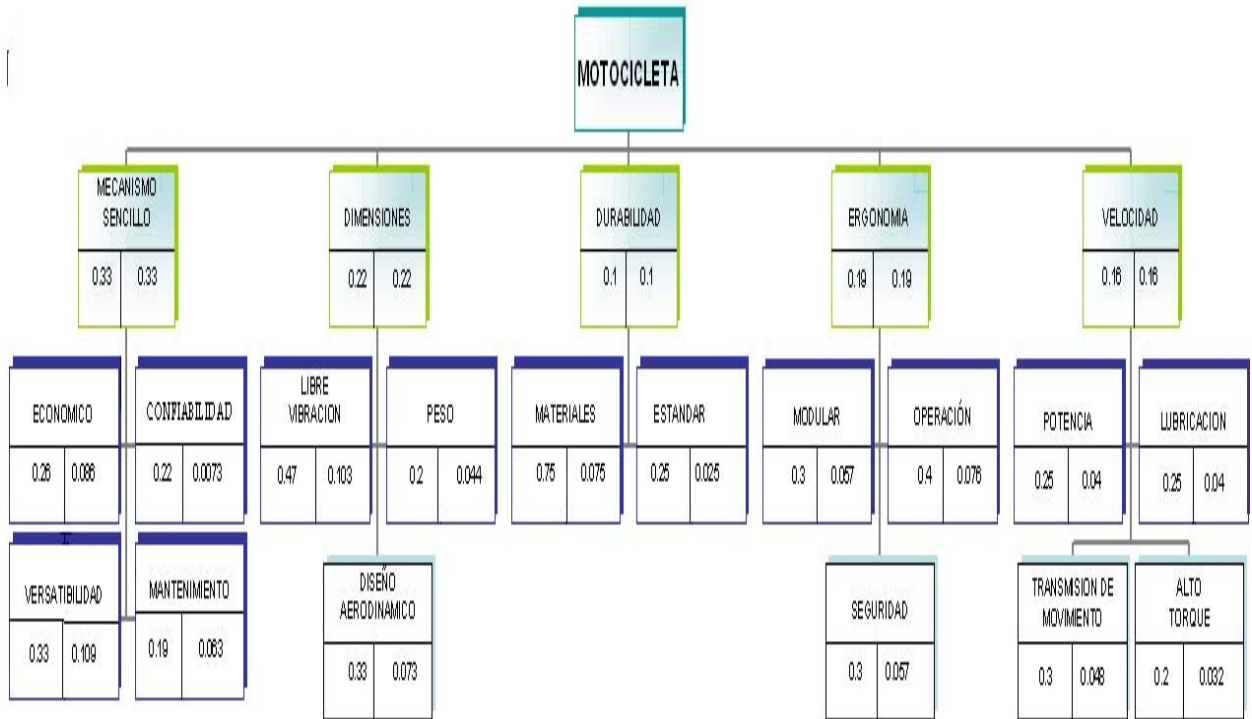 MOTOCICLETA
MECANISMO
SENCILLO
0.33 0.33
DIMENSIONES
0.22 0.22
DURABILIDAD
0.1 0.1
ERGONOMIA
0.19 0.19
VELOCIDAD
0.16 0.16
ECONOMICO
0.26 0.086
CONFIABILIDAD
0.22 0.0073
LIBRE
VIBRACION
0.47 0.103
PESO
0.2 0.044
MATERIALES
0.75 0.075
ESTANDAR
0.25 0.025
MODULAR
0.3 0.057
OPERACIÓN
0.4 0.076
POTENCIA
0.25 0.04
LUBRICACION
0.25 0.04
VERSATIBILIDAD
0.33 0.109
MANTENIMIENTO
0.19 0.063
DISEÑO
AERODINAMICO
0.33 0.073
SEGURIDAD
0.3 0.057
TRANSMISION DE
MOVIMIENTO
0.3 0.048
ALTO
TORQUE
0.2 0.032